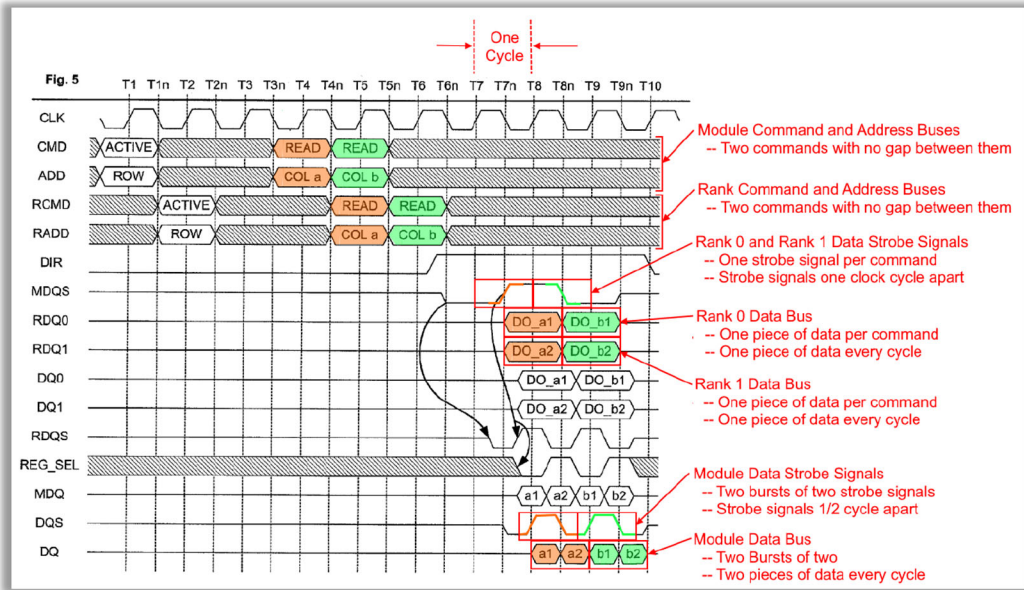 One
Cycle
Fig. 5
T1 T1n T2 T2n T3 T3n T4 T4n T5 T5n T6 T6n T7 T7n T8 T8n T9 T9n T10
CLK
CMD ACTIVE READ READ
Module Command and Address Buses
-- Two commands with no gap between them
ADD ROW COL a COL b
RCMD ACTIVE READ READ
Rank Command and Address Buses
-- Two commands with no gap between them
RADD ROW COL a COL b
DIR
Rank 0 and Rank 1 Data Strobe Signals
-- One strobe signal per command
-- Strobe signals one clock cycle apart
MDQS
RDQ0 DO_a1 DO_b1
Rank 0 Data Bus
-- One piece of data per command
-- One piece of data every cycle
RDQ1 DO_a2 DO_b2
Rank 1 Data Bus
-- One piece of data per command
-- One piece of data every cycle
DQ0 DO_a1 DO_b1
DQ1 DO_a2 DO_b2
RDQS
REG_SEL
Module Data Strobe Signals
-- Two bursts of two strobe signals
-- Strobe signals 1/2 cycle apart
MDQ a1 a2 b1 b2
DQS
Module Data Bus
-- Two Bursts of two
-- Two pieces of data every cycle
DQ a1 a2 b1 b2